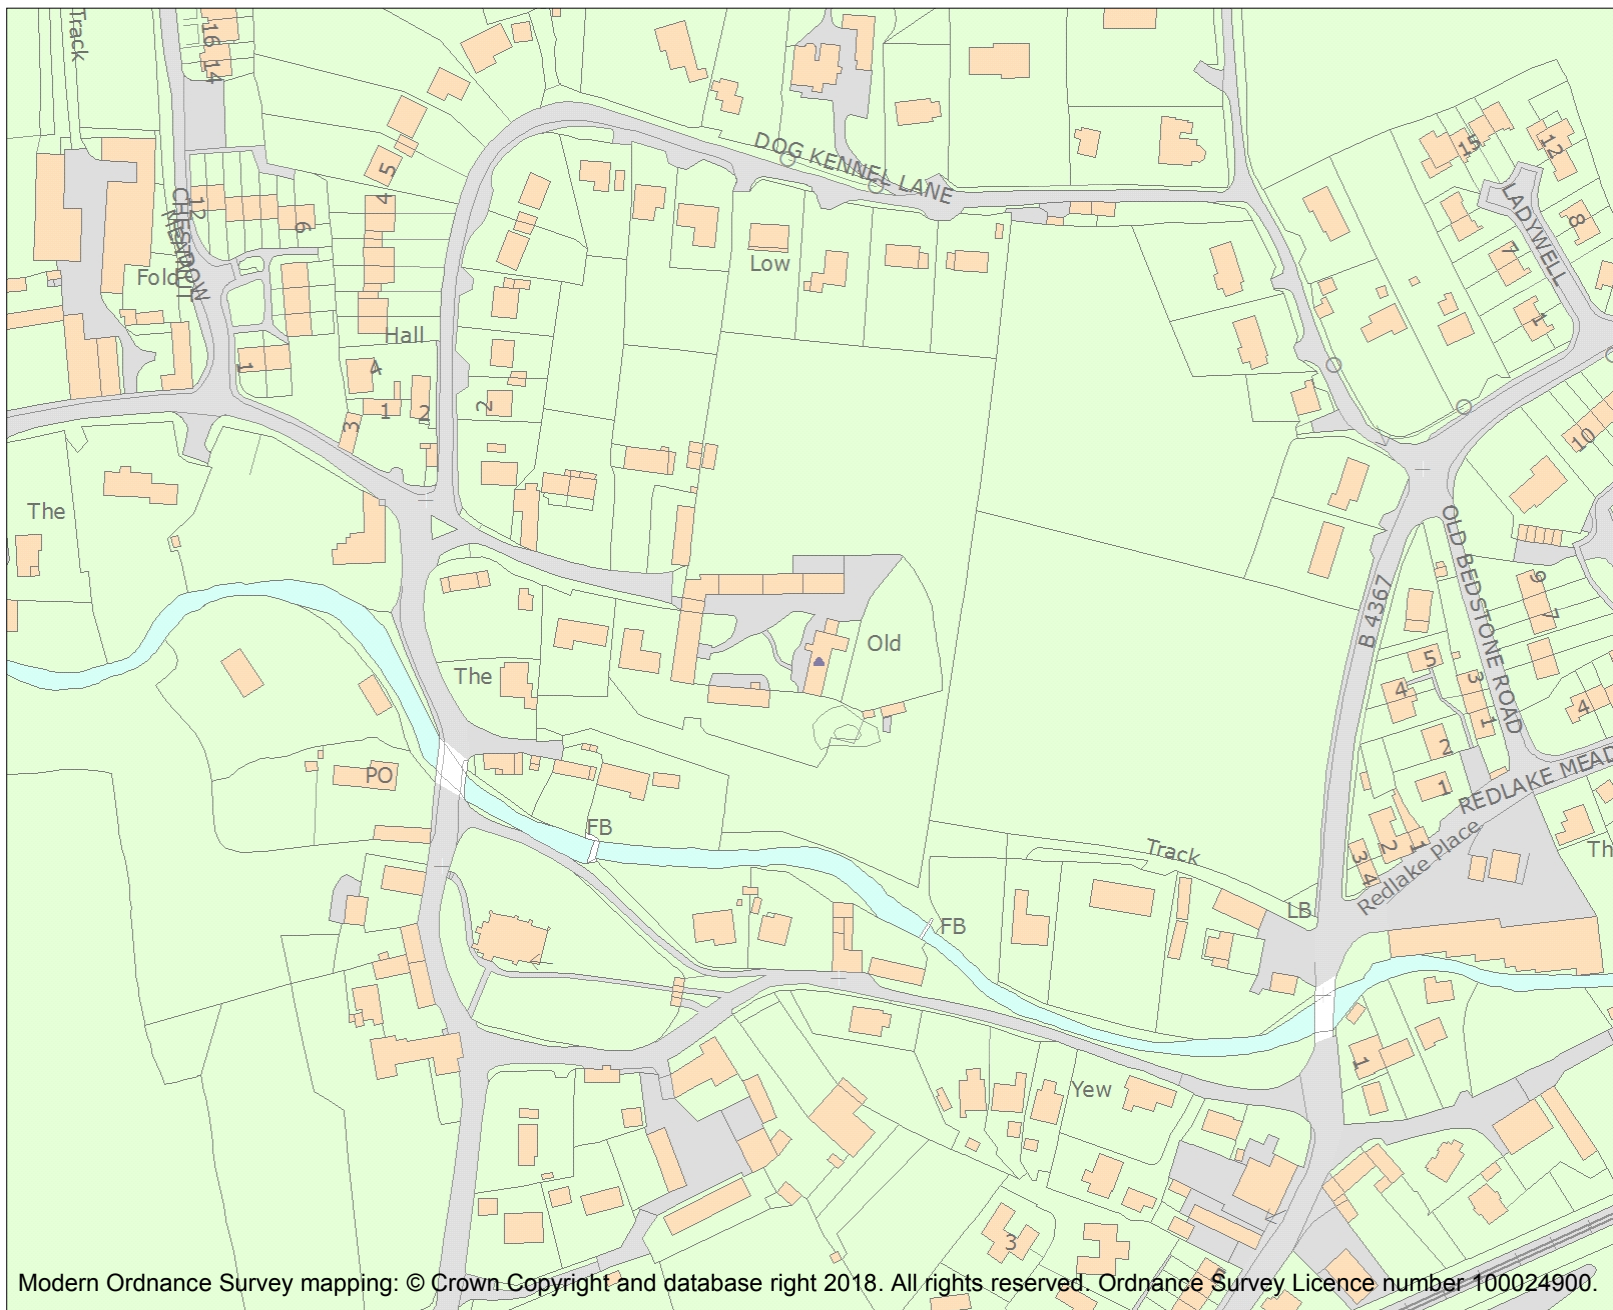 Track
16
14
5
4
DOG KENNEL LANE
15
12
LADYWELL
8
7
1
12
9
CHESTNUT
MEADOW
Fold
Low
Hall
1
4
1
2
3
2
10
The
OLD BEDSTONE ROAD
B 4367
9
7
Old
The
5
4
3
1
2
4
1
PO
REDLAKE MEAD
FB
Track
2
1
3
4
Redlake Place
Th
LB
FB
Yew
1
3
Modern Ordnance Survey mapping: © Crown Copyright and database right 2018. All rights reserved. Ordnance Survey Licence number 100024900.